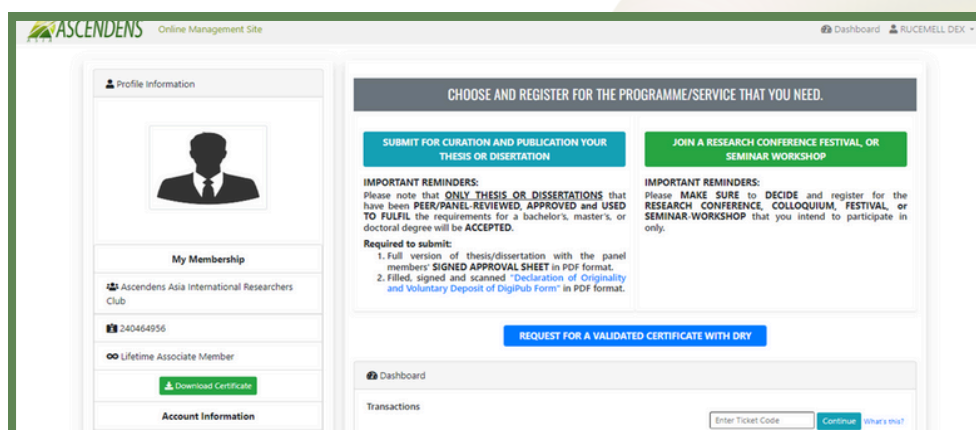 ASCENDENS
ASIA
Online Management Site
Dashboard
RUCEMELL DEX
Profile Information
My Membership
Ascendens Asia International Researchers
Club
240464956
Lifetime Associate Member
Download Certificate
Account Information
CHOOSE AND REGISTER FOR THE PROGRAMME/SERVICE THAT YOU NEED.
SUBMIT FOR CURATION AND PUBLICATION YOUR
THESIS OR DISERTATION
IMPORTANT REMINDERS:
Please note that ONLY THESIS OR DISSERTATIONS that
have been PEER/PANEL-REVIEWED, APPROVED and USED
TO FULFIL the requirements for a bachelor's, master's, or
doctoral degree will be ACCEPTED.
Required to submit:
1. Full version of thesis/dissertation with the panel
members' SIGNED APPROVAL SHEET in PDF format.
2. Filled, signed and scanned "Declaration of Originality
and Voluntary Deposit of DigiPub Form" in PDF format.
JOIN A RESEARCH CONFERENCE FESTIVAL, OR
SEMINAR WORKSHOP
IMPORTANT REMINDERS:
Please MAKE SURE to DECIDE and register for the
RESEARCH CONFERENCE, COLLOQUIUM, FESTIVAL, or
SEMINAR-WORKSHOP that you intend to participate in
only.
REQUEST FOR A VALIDATED CERTIFICATE WITH DRY
Dashboard
Transactions
Enter Ticket Code
Continue
What's this?